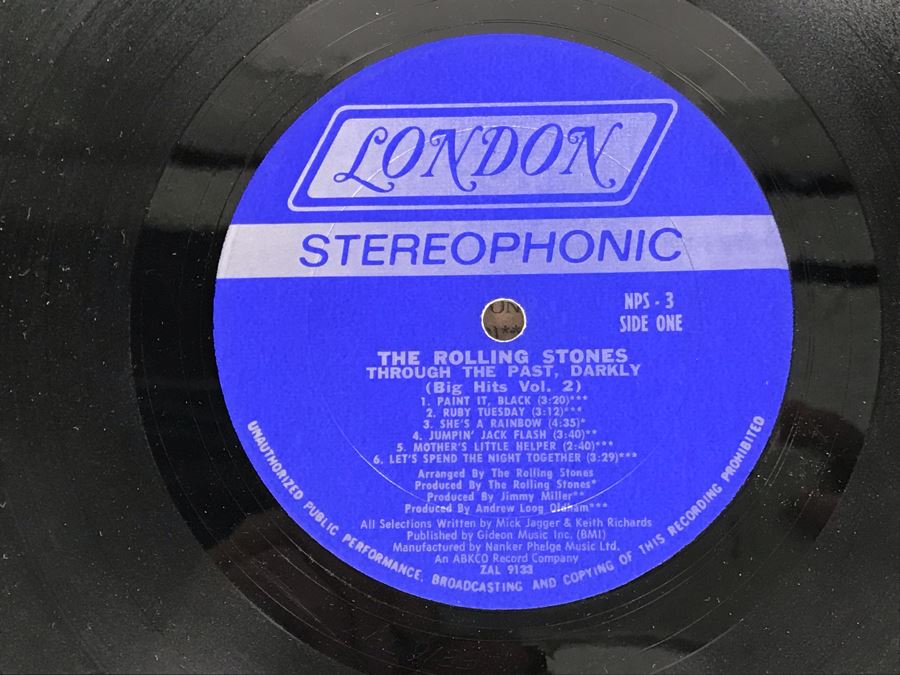 LONDON
STEREOPHONIC
NPS - 3
SIDE ONE
THE ROLLING STONES
THROUGH THE PAST, DARKLY
(Big Hits Vol. 2)
1. PAINT IT, BLACK (3:20)***
2. RUBY TUESDAY (3:12)***
3. SHE'S A RAINBOW (4:35)*
4. JUMPIN' JACK FLASH (3:40)**
5. MOTHER'S LITTLE HELPER (2:40)***
6. LET'S SPEND THE NIGHT TOGETHER (3:29)***
Arranged By The Rolling Stones
Produced By The Rolling Stones*
Produced By Jimmy Miller**
Produced By Andrew Loog Oldham***
All Selections Written by Mick Jagger & Keith Richards
Published by Gideon Music Inc. (BMI)
Manufactured by Nanker Phelge Music Ltd.
An ABKCO Record Company
ZAL 9133
UNAUTHORIZED PUBLIC PERFORMANCE, BROADCASTING AND COPYING OF THIS RECORDING PROHIBITED